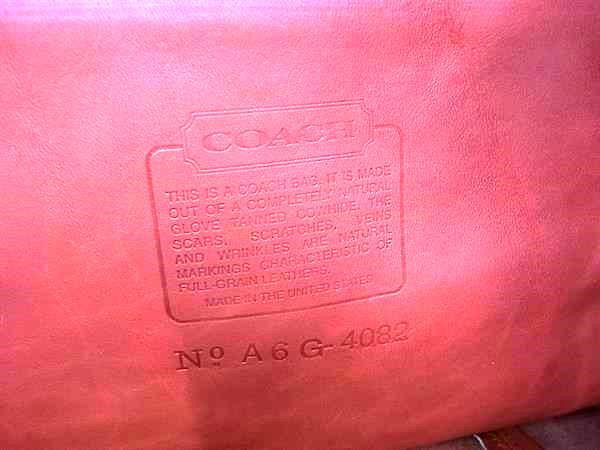 COACH
THIS IS A COACH BAG. IT IS MADE
OUT OF A COMPLETELY NATURAL
GLOVE TANNED COWHIDE, THE
SCARS, SCRATCHES, VEINS
AND WRINKLES ARE NATURAL
MARKINGS CHARACTERISTIC OF
FULL-GRAIN LEATHERS.
MADE IN THE UNITED STATES
Nº A6G-4082